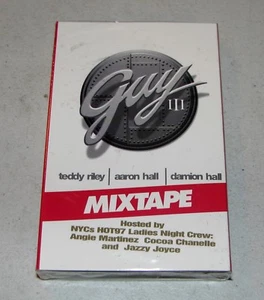 guy
III
teddy riley | aaron hall | damion hall
MIXTAPE
Hosted by
NYCs HOT97 Ladies Night Crew:
Angie Martinez Cocoa Chanelle
and Jazzy Joyce